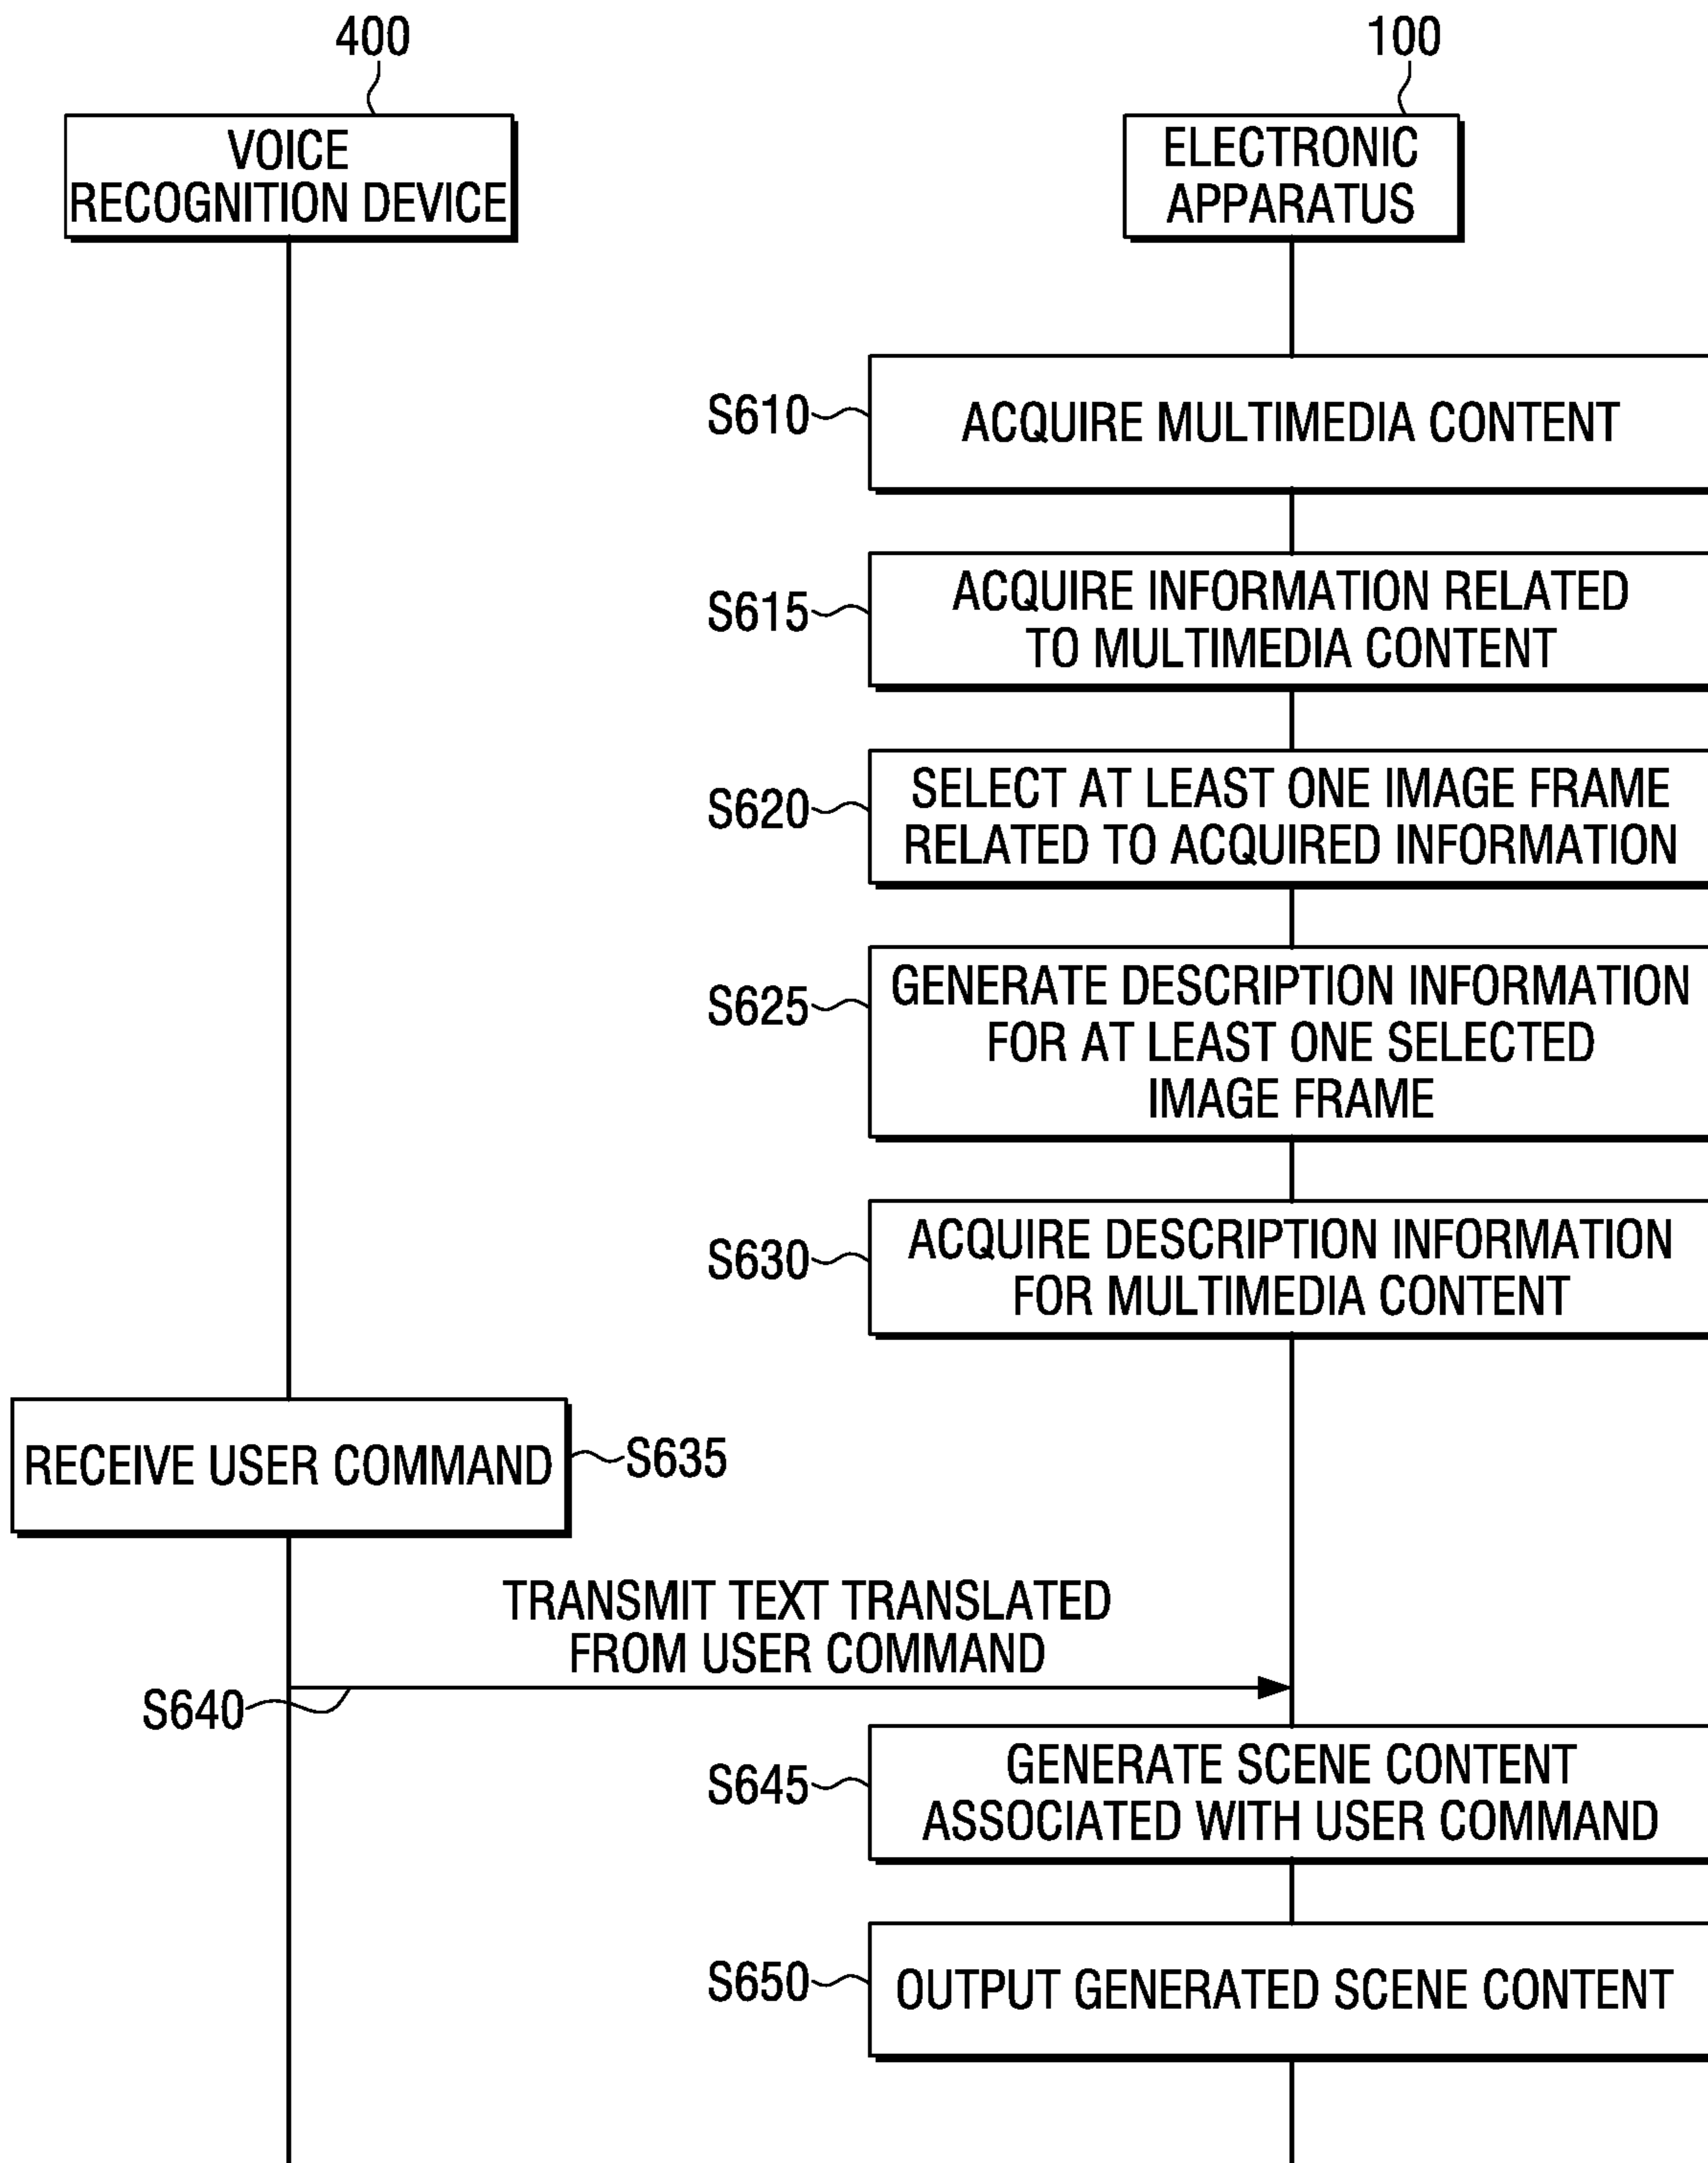 400
100
VOICE
RECOGNITION DEVICE
ELECTRONIC
APPARATUS
S610
ACQUIRE MULTIMEDIA CONTENT
S615
ACQUIRE INFORMATION RELATED
TO MULTIMEDIA CONTENT
S620
SELECT AT LEAST ONE IMAGE FRAME
RELATED TO ACQUIRED INFORMATION
S625
GENERATE DESCRIPTION INFORMATION
FOR AT LEAST ONE SELECTED
IMAGE FRAME
S630
ACQUIRE DESCRIPTION INFORMATION
FOR MULTIMEDIA CONTENT
RECEIVE USER COMMAND
S635
TRANSMIT TEXT TRANSLATED
FROM USER COMMAND
S640
S645
GENERATE SCENE CONTENT
ASSOCIATED WITH USER COMMAND
S650
OUTPUT GENERATED SCENE CONTENT